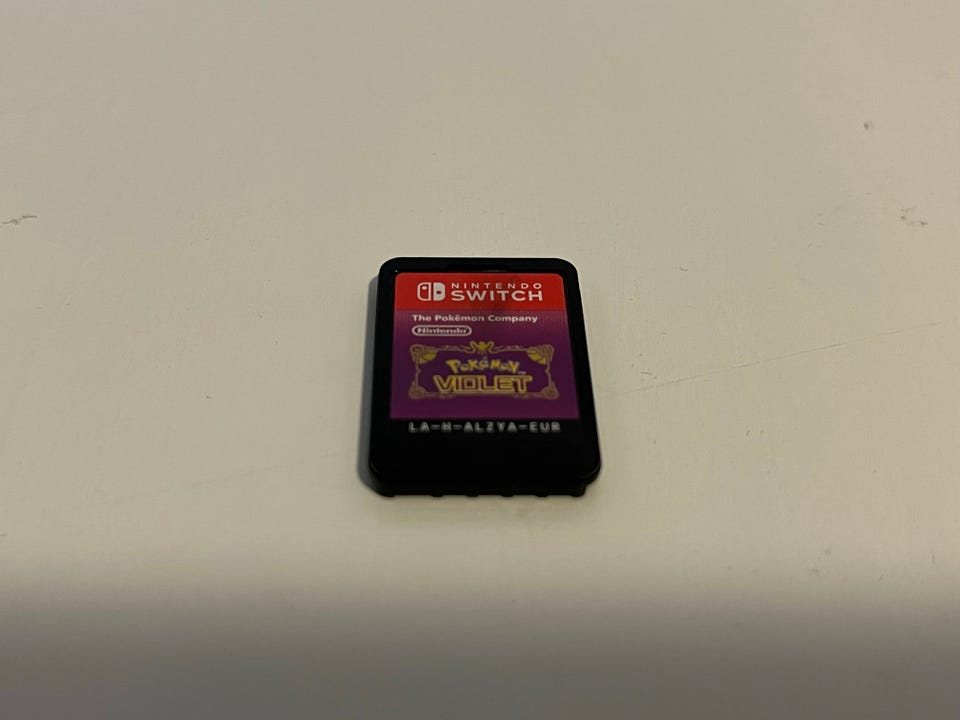 NINTENDO
SWITCH
The Pokémon Company
Nintendo
Pokémon
VIOLET
LA-H-ALZYA-EUR